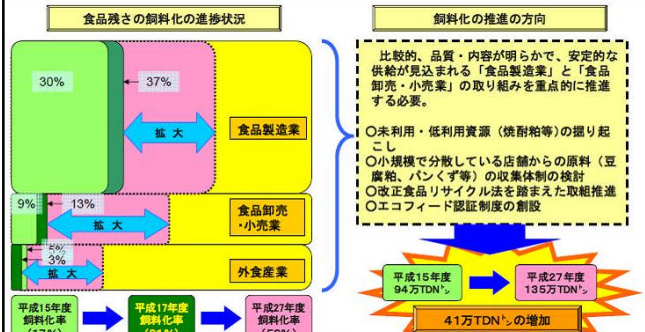 食品残さの飼料化の進捗状況
30%
37%
拡大
食品製造業
9%
13%
拡大
食品卸売
・小売業
3%
拡大
外食産業
平成15年度
飼料化率
平成17年度
飼料化率
平成27年度
飼料化率
飼料化の推進の方向
比較的、品質・内容が明らかで、安定的な
供給が見込まれる「食品製造業」と「食品
卸売・小売業」の取り組みを重点的に推進
する必要。
○未利用・低利用資源（焼酎粕等）の掘り起
こし
○小規模で分散している店舗からの原料（豆
腐粕、パンくず等）の収集体制の検討
○改正食品リサイクル法を踏まえた取組推進
○エコフィード認証制度の創設
平成15年度
94万TDNトン
平成27年度
135万TDNトン
41万TDNトンの増加